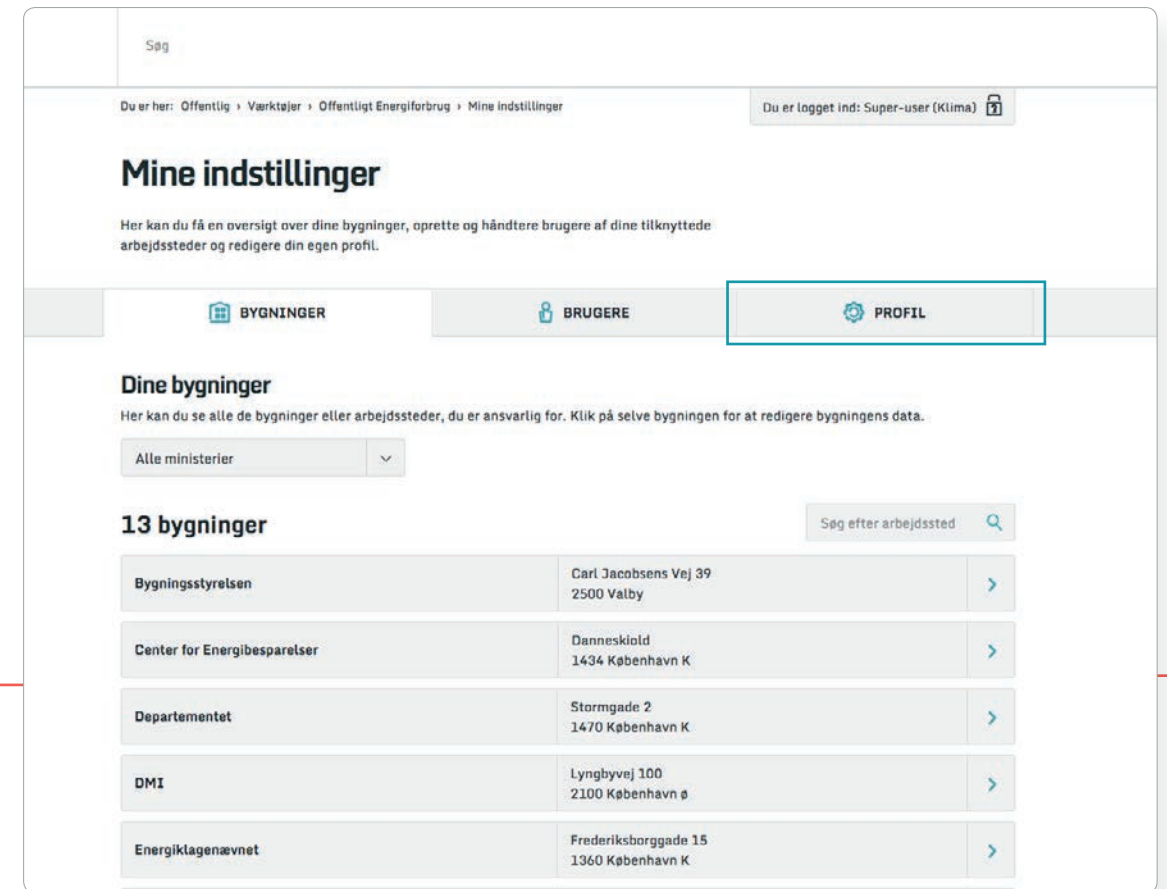 Søg
Du er her: Offentlig › Værktøjer › Offentligt Energiforbrug › Mine indstillinger
Du er logget ind: Super-user (Klima)
Mine indstillinger
Her kan du få en oversigt over dine bygninger, oprette og håndtere brugere af dine tilknyttede
arbejdssteder og redigere din egen profil.
BYGNINGER
BRUGERE
PROFIL
Dine bygninger
Her kan du se alle de bygninger eller arbejdssteder, du er ansvarlig for. Klik på selve bygningen for at redigere bygningens data.
Alle ministerier
13 bygninger
Søg efter arbejdssted
Bygningsstyrelsen
Carl Jacobsens Vej 39
2500 Valby
Center for Energibesparelser
Danneskiold
1434 København K
Departementet
Stormgade 2
1470 København K
DMI
Lyngbyvej 100
2100 København ø
Energiklagenævnet
Frederiksborggade 15
1360 København K